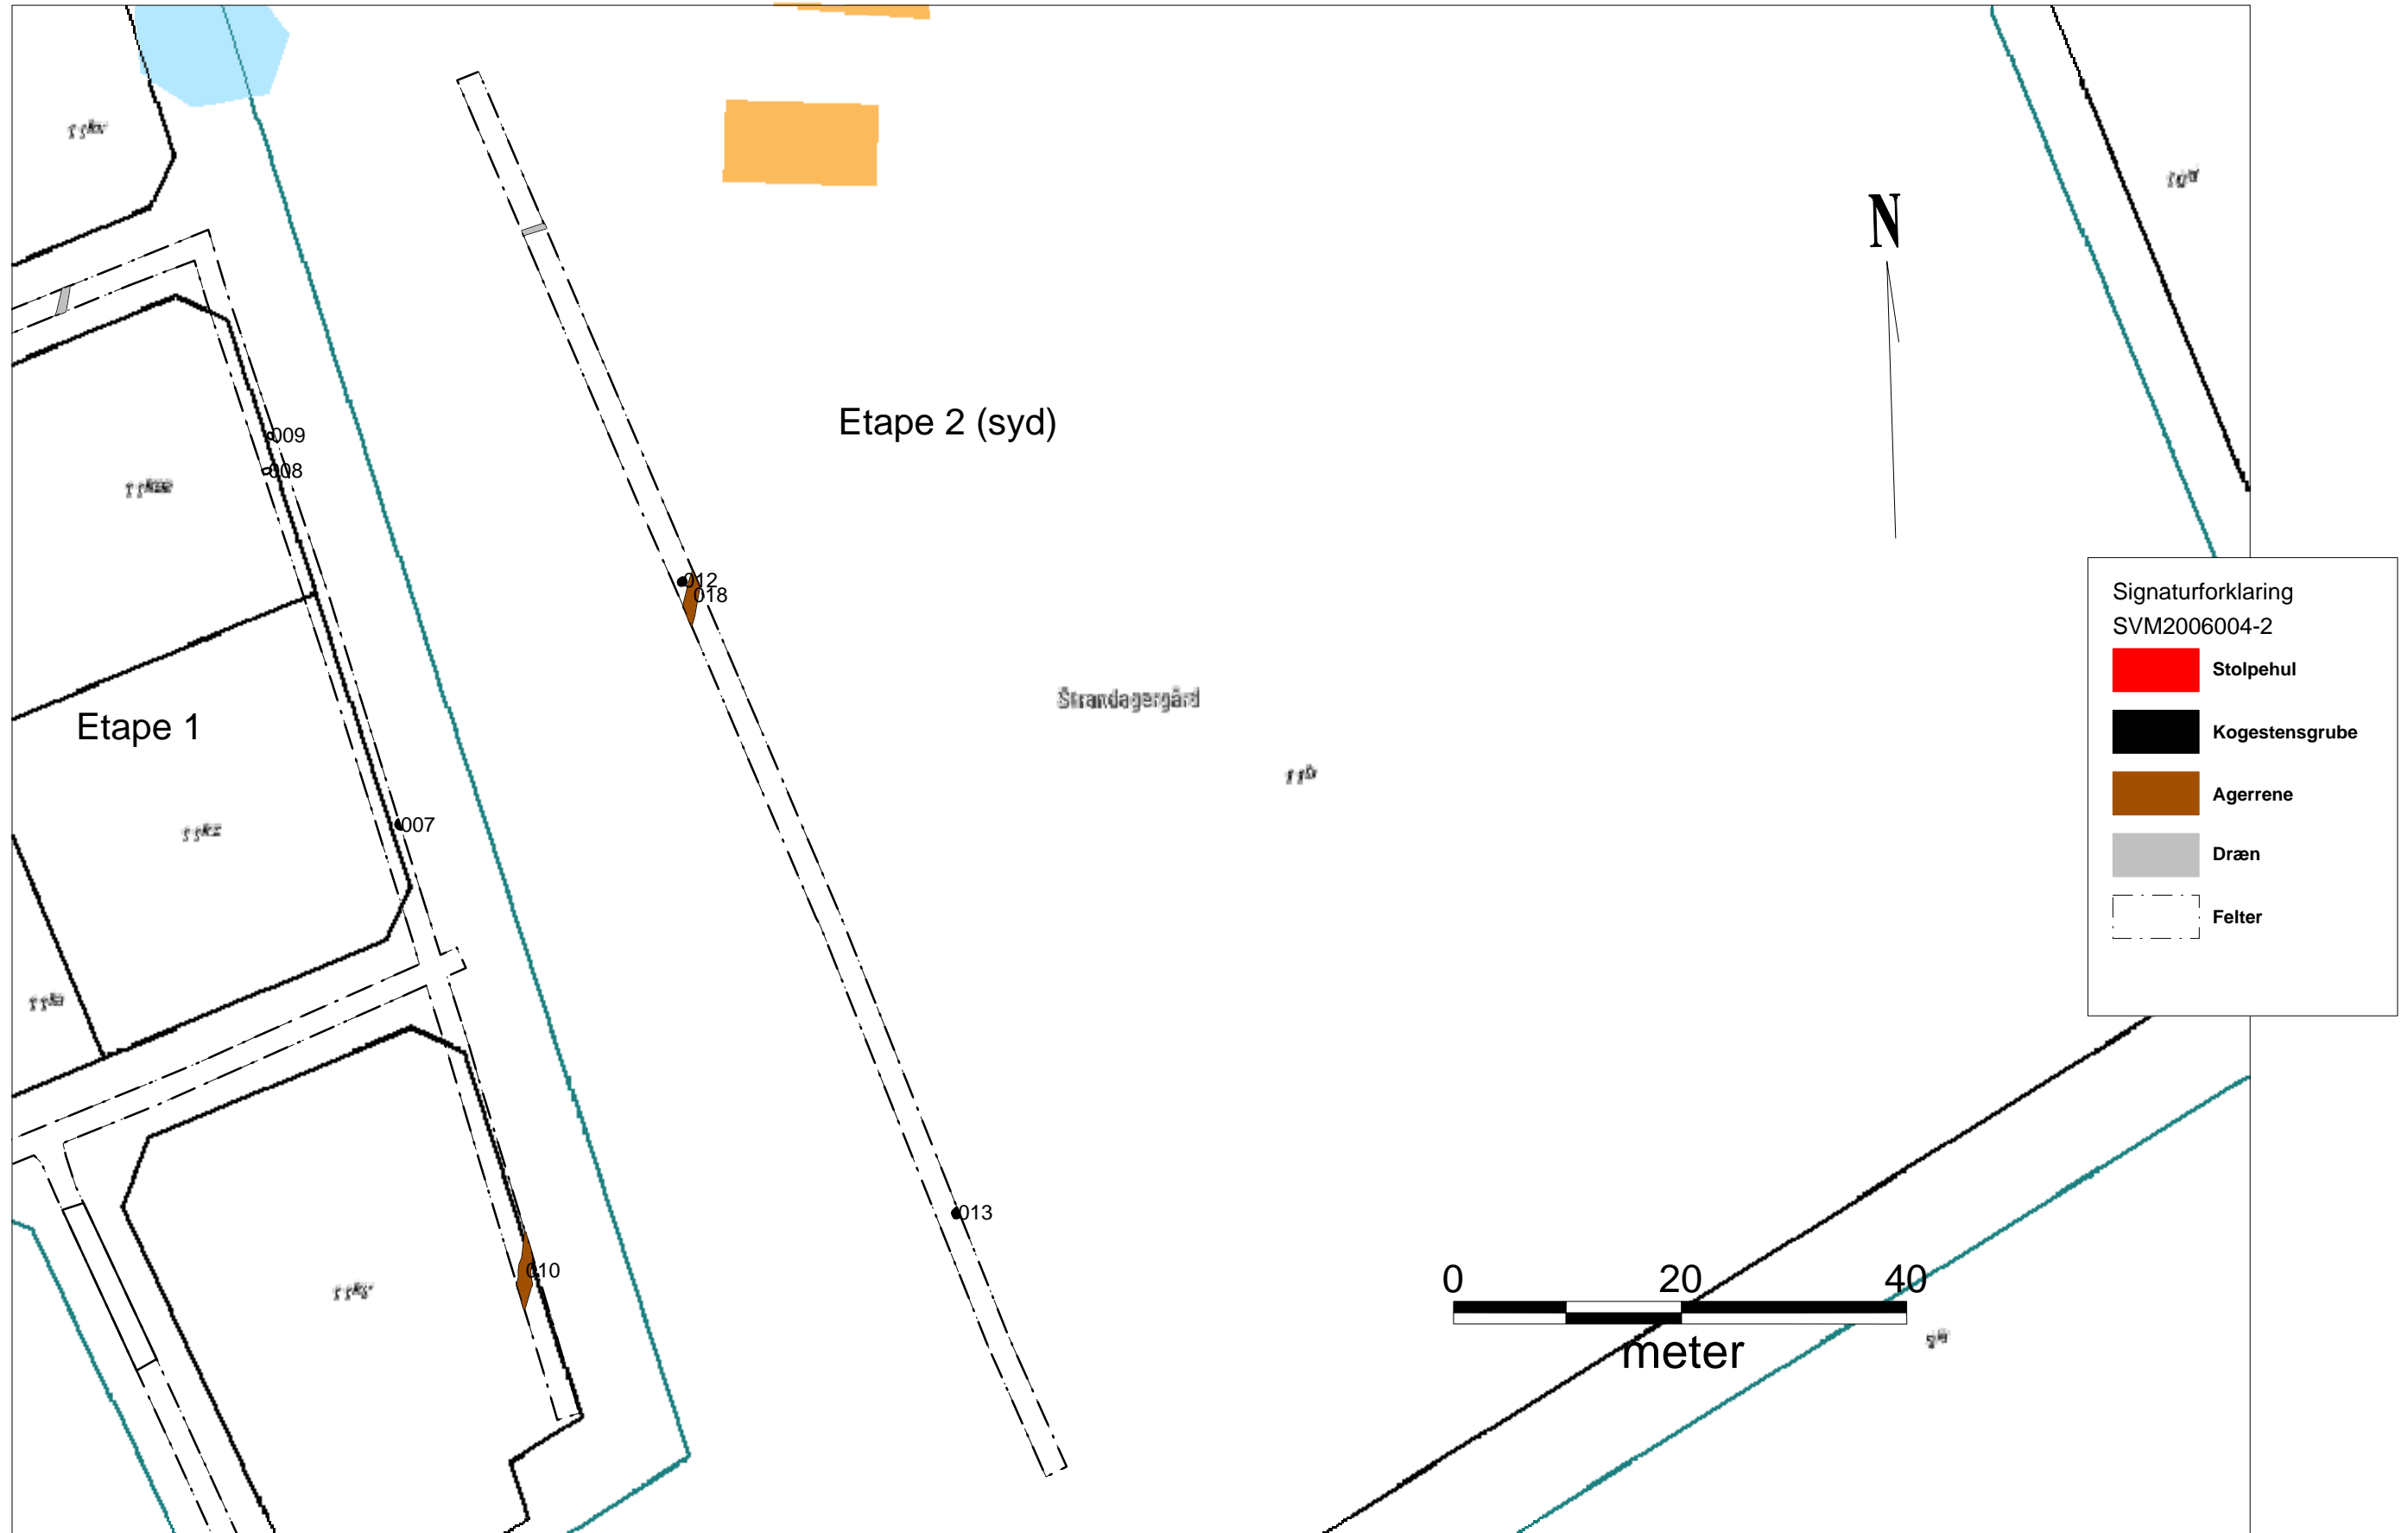 N
Etape 2 (syd)
009
008
012
018
Signaturforklaring
SVM2006004-2
Stolpehul
Kogestensgrube
Agerrene
Dræn
Felter
Strandagergård
Etape 1
007
013
010
0 20 40
meter